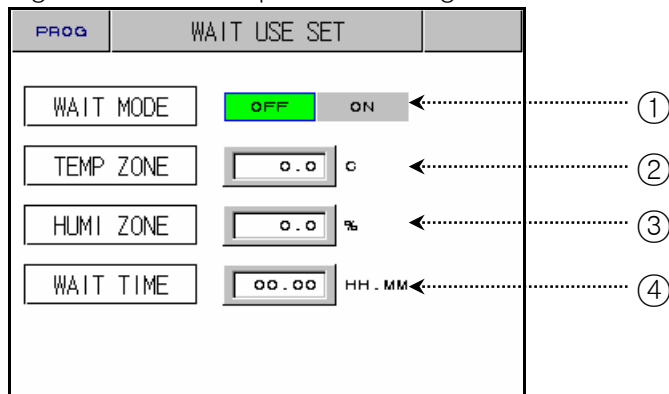 PROG WAIT USE SET
WAIT MODE OFF ON ①
TEMP ZONE 0.0 C ②
HUMI ZONE 0.0 % ③
WAIT TIME 00.00 HH.MM ④